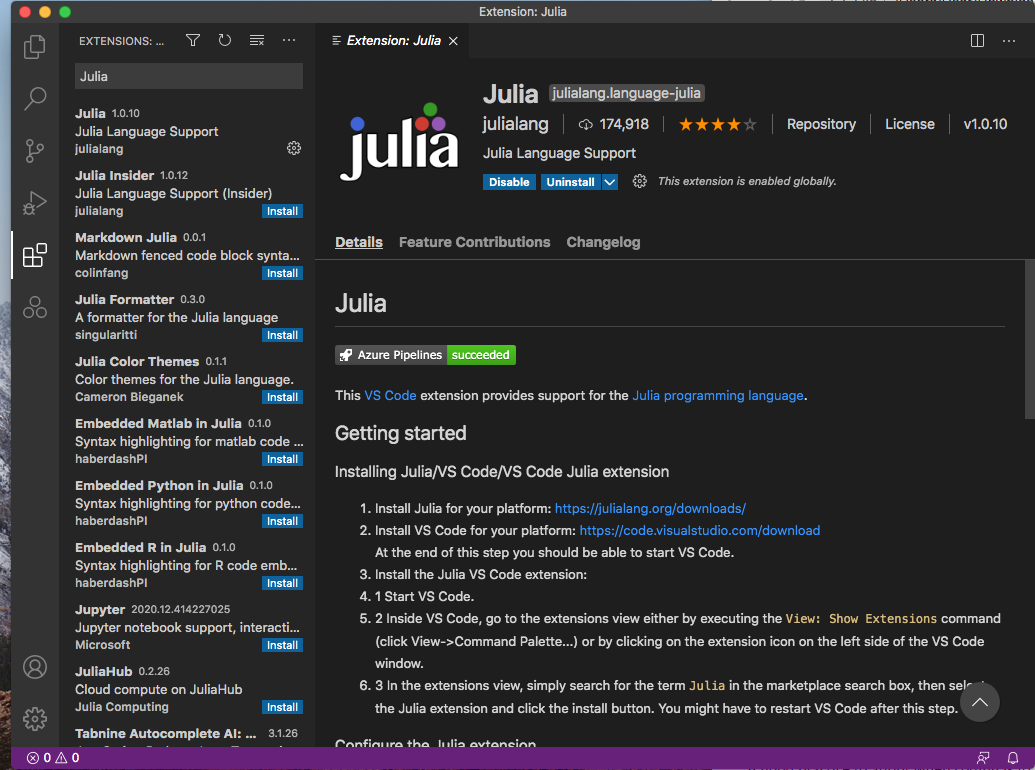 Extension: Julia
EXTENSIONS: ...
Julia
Julia 1.0.10
Julia Language Support
julialang
Julia Insider 1.0.12
Julia Language Support (Insider)
julialang
Install
Markdown Julia 0.0.1
Markdown fenced code block synta...
colinfang
Install
Julia Formatter 0.3.0
A formatter for the Julia language
singularitti
Install
Julia Color Themes 0.1.1
Color themes for the Julia language.
Cameron Bieganek
Install
Embedded Matlab in Julia 0.1.0
Syntax highlighting for matlab code ...
haberdashPI
Install
Embedded Python in Julia 0.1.0
Syntax highlighting for python code...
haberdashPI
Install
Embedded R in Julia 0.1.0
Syntax highlighting for R code emb...
haberdashPI
Install
Jupyter 2020.12.414227025
Jupyter notebook support, interacti...
Microsoft
Install
JuliaHub 0.2.26
Cloud compute on JuliaHub
Julia Computing
Install
Tabnine Autocomplete AI: ... 3.1.26
Extension: Julia
julia
Julia julialang.language-julia
julialang 174,918 Repository License v1.0.10
Julia Language Support
Disable Uninstall This extension is enabled globally.
Details Feature Contributions Changelog
Julia
Azure Pipelines succeeded
This VS Code extension provides support for the Julia programming language.
Getting started
Installing Julia/VS Code/VS Code Julia extension
1. Install Julia for your platform: https://julialang.org/downloads/
2. Install VS Code for your platform: https://code.visualstudio.com/download
At the end of this step you should be able to start VS Code.
3. Install the Julia VS Code extension:
4. 1 Start VS Code.
5. 2 Inside VS Code, go to the extensions view either by executing the View: Show Extensions command
(click View->Command Palette...) or by clicking on the extension icon on the left side of the VS Code
window.
6. 3 In the extensions view, simply search for the term Julia in the marketplace search box, then select
the Julia extension and click the install button. You might have to restart VS Code after this step.
Configure the Julia extension
0 0